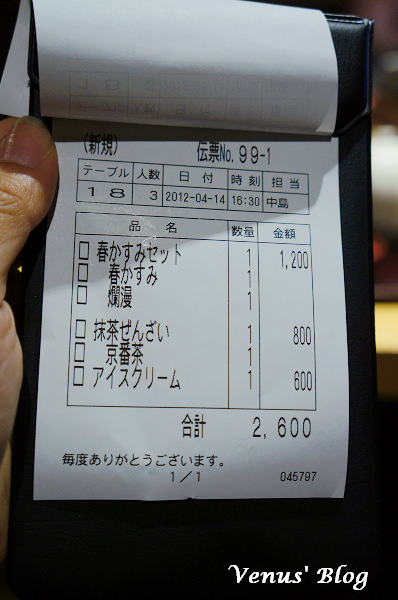 (新規) 伝票No. 99-1
テーブル 人数 日付 時刻 担当
18 3 2012-04-14 16:30 中島
品名 数量 金額
□ 春かすみセット 1 1,200
□ 春かすみ 1
□ 爛漫 1
□ 抹茶ぜんざい 1 800
□ 京番茶 1
□ アイスクリーム 1 600
合計 2,600
毎度ありがとうございます。
1/1 045797
Venus' Blog